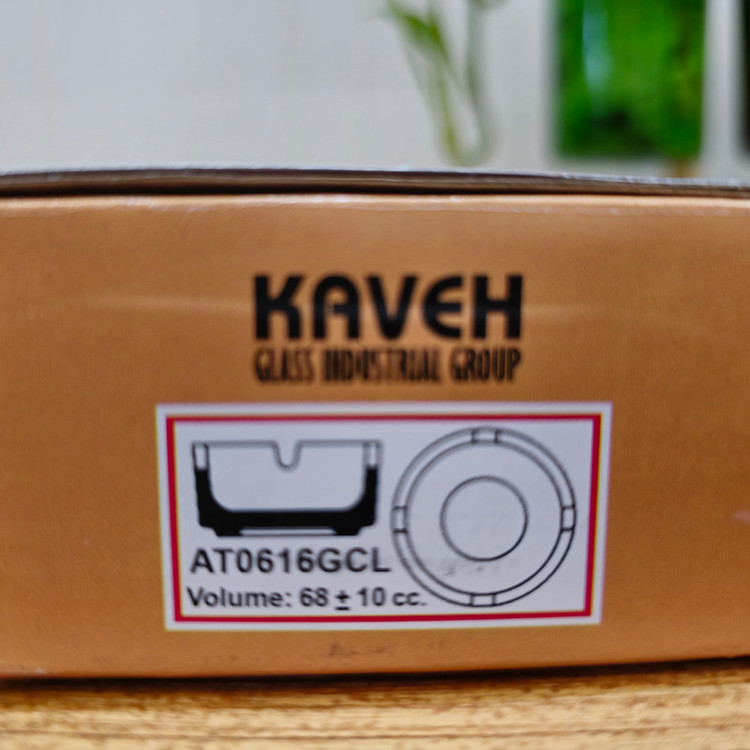 KAVEH
GLASS INDUSTRIAL GROUP
AT0616GCL
Volume: 68 ± 10 cc.